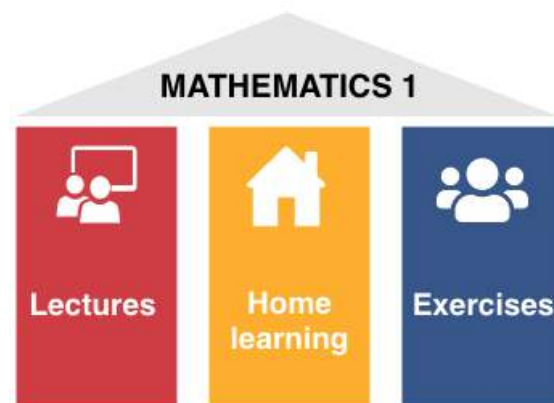 MATHEMATICS 1
Lectures
Home
learning
Exercises